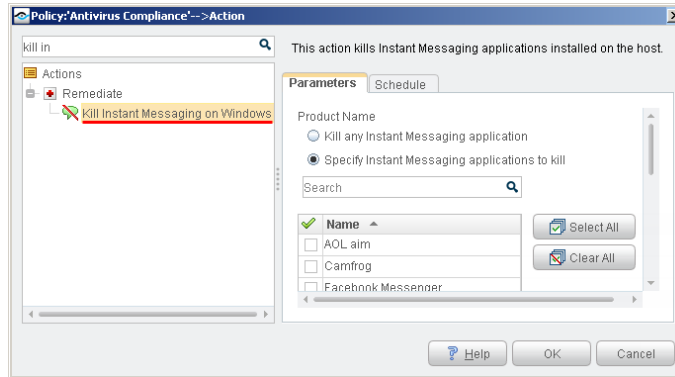 Policy:'Antivirus Compliance'-->Action
kill in
This action kills Instant Messaging applications installed on the host.
Actions
Remediate
Kill Instant Messaging on Windows
Parameters
Schedule
Product Name
Kill any Instant Messaging application
Specify Instant Messaging applications to kill
Search
Name
AOL aim
Camfrog
Facebook Messenger
Select All
Clear All
Help
OK
Cancel